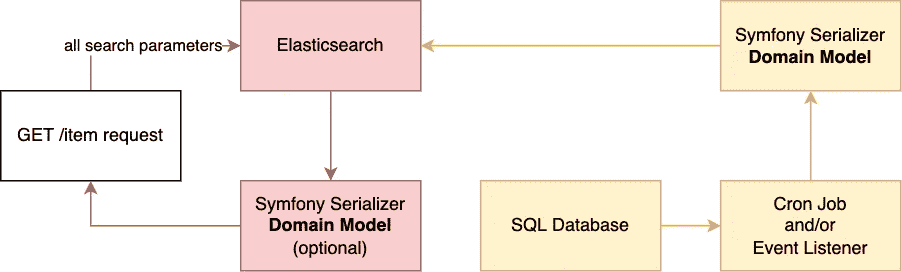 all search parameters
Elasticsearch
Symfony Serializer
Domain Model
GET /item request
Symfony Serializer
Domain Model
(optional)
SQL Database
Cron Job
and/or
Event Listener